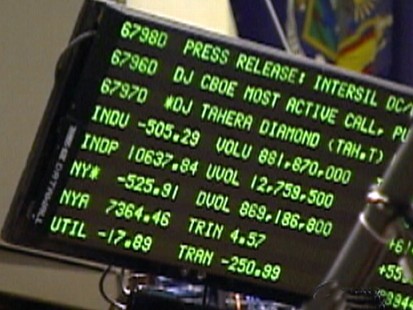 6798D PRESS RELEASE: INTERSIL DC/
6796D DJ CBOE MOST ACTIVE CALL, PU
6797D *DJ TAHERA DIAMOND (TAH.T)
INDU -505.29 VOLU 881,870,000
INDP 10637.84 UVOL 12,759,500
NY* -525.91 DVOL 869,186,800
NYA 7364.46 TRIN 4.57
UTIL -17.89 TRAN -250.99